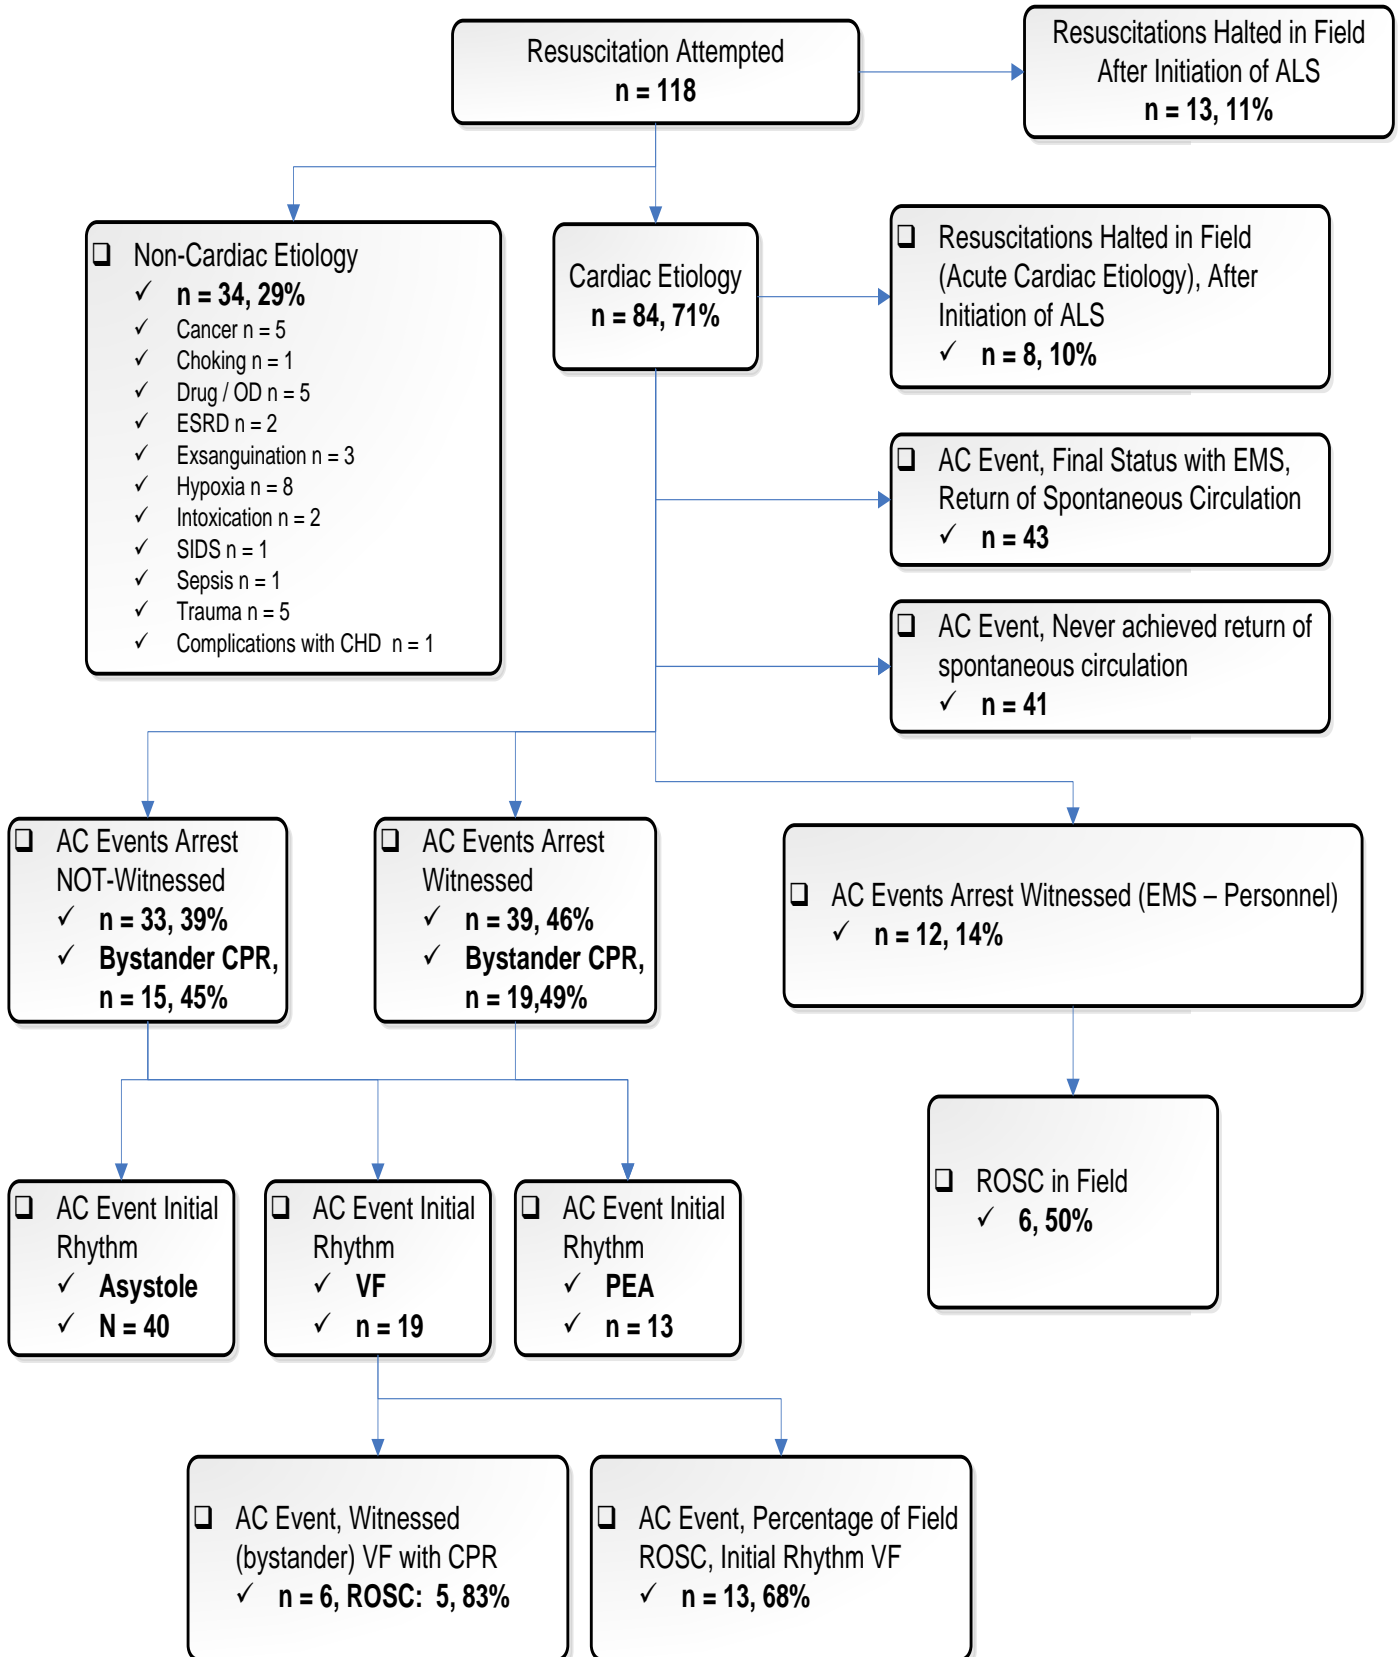 Resuscitation Attempted
n = 118
Resuscitations Halted in Field
After Initiation of ALS
n = 13, 11%
❑ Non-Cardiac Etiology
✓ n = 34, 29%
✓ Cancer n = 5
✓ Choking n = 1
✓ Drug / OD n = 5
✓ ESRD n = 2
✓ Exsanguination n = 3
✓ Hypoxia n = 8
✓ Intoxication n = 2
✓ SIDS n = 1
✓ Sepsis n = 1
✓ Trauma n = 5
✓ Complications with CHD n = 1
Cardiac Etiology
n = 84, 71%
❑ Resuscitations Halted in Field
(Acute Cardiac Etiology), After
Initiation of ALS
✓ n = 8, 10%
❑ AC Event, Final Status with EMS,
Return of Spontaneous Circulation
✓ n = 43
❑ AC Event, Never achieved return of
spontaneous circulation
✓ n = 41
❑ AC Events Arrest
NOT-Witnessed
✓ n = 33, 39%
✓ Bystander CPR,
n = 15, 45%
❑ AC Events Arrest
Witnessed
✓ n = 39, 46%
✓ Bystander CPR,
n = 19,49%
❑ AC Events Arrest Witnessed (EMS – Personnel)
✓ n = 12, 14%
❑ ROSC in Field
✓ 6, 50%
❑ AC Event Initial
Rhythm
✓ Asystole
✓ N = 40
❑ AC Event Initial
Rhythm
✓ VF
✓ n = 19
❑ AC Event Initial
Rhythm
✓ PEA
✓ n = 13
❑ AC Event, Witnessed
(bystander) VF with CPR
✓ n = 6, ROSC: 5, 83%
❑ AC Event, Percentage of Field
ROSC, Initial Rhythm VF
✓ n = 13, 68%